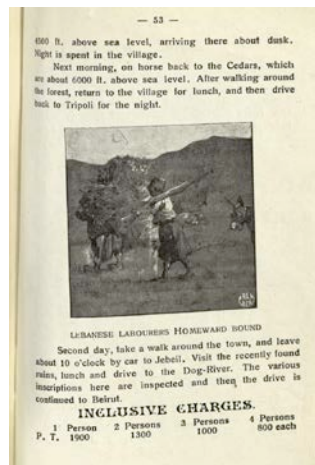 — 53 —
4500 ft. above sea level, arriving there about dusk.
Night is spent in the village.
Next morning, on horse back to the Cedars, which
are about 6000 ft. above sea level. After walking around
the forest, return to the village for lunch, and then drive
back to Tripoli for the night.
LEBANESE LABOURERS HOMEWARD BOUND
Second day, take a walk around the town, and leave
about 10 o'clock by car to Jebeil. Visit the recently found
ruins, lunch and drive to the Dog-River. The various
inscriptions here are inspected and then the drive is
continued to Beirut.
INCLUSIVE CHARGES.
1 Person 2 Persons 3 Persons 4 Persons
P. T. 1900 1300 1000 800 each